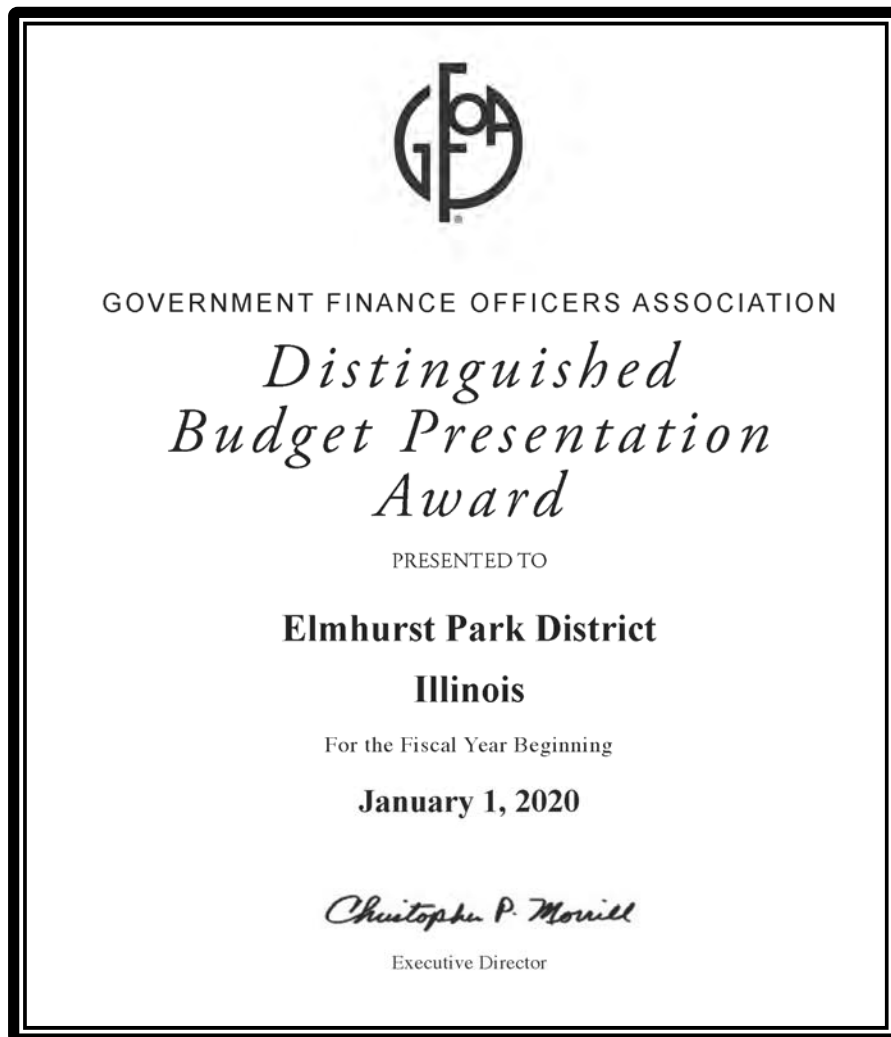 GFOA
GOVERNMENT FINANCE OFFICERS ASSOCIATION
Distinguished
Budget Presentation
Award
PRESENTED TO
Elmhurst Park District
Illinois
For the Fiscal Year Beginning
January 1, 2020
Christopher P. Morrill
Executive Director